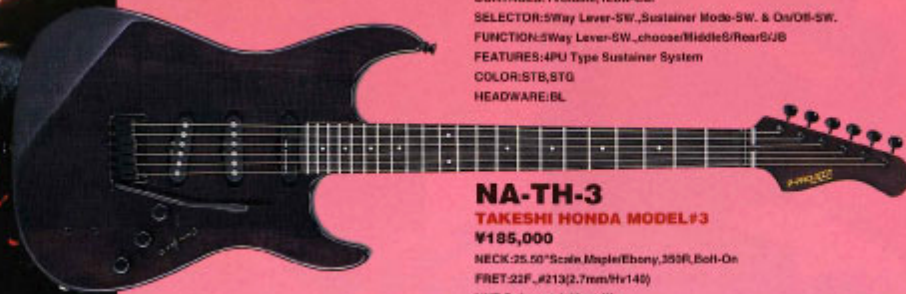 SELECTOR:5Way Lever-SW.,Sustainer Mode-SW. & On/Off-SW.
FUNCTION:5Way Lever-SW.,choose/MiddleS/RearS/JB
FEATURES:4PU Type Sustainer System
COLOR:STB,STG
HEADWARE:BL
NA-TH-3
TAKESHI HONDA MODEL#3
¥185,000
NECK:25.50"Scale,Maple/Ebony,350R,Bolt-On
FRET:22F.,#213(2.7mm/Hv140)